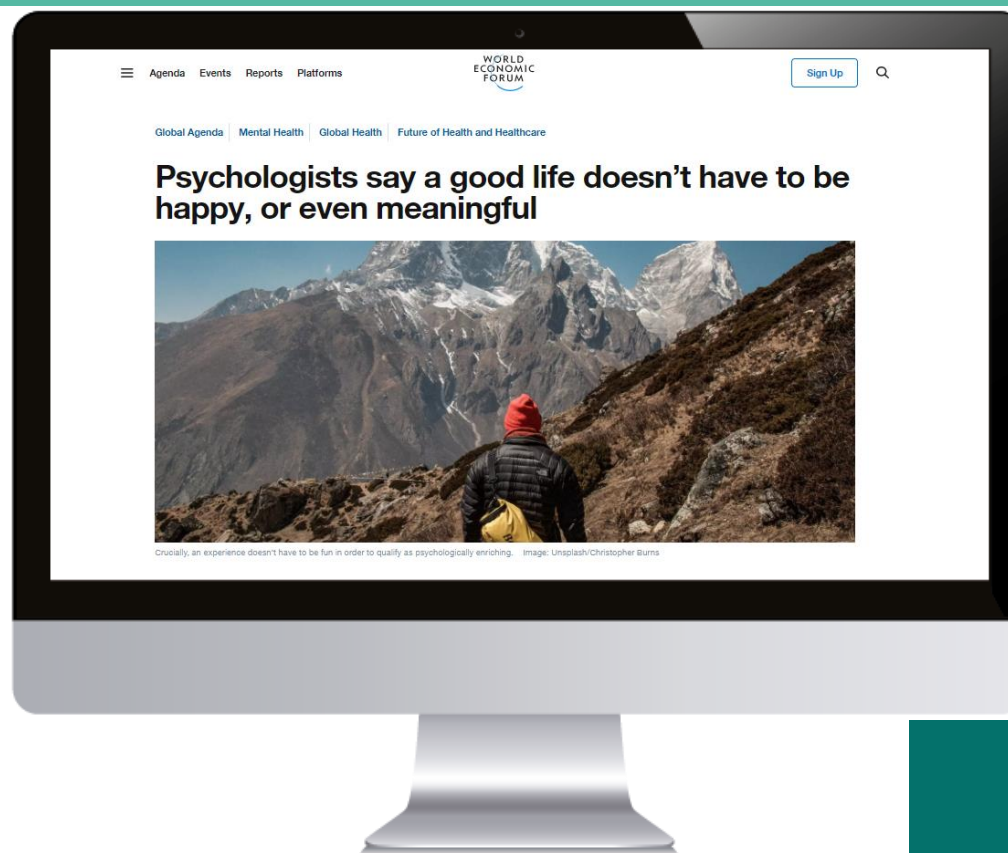 WORLD
ECONOMIC
FORUM
Agenda Events Reports Platforms
Sign Up
Global Agenda Mental Health Global Health Future of Health and Healthcare
Psychologists say a good life doesn’t have to be
happy, or even meaningful
Crucially, an experience doesn't have to be fun in order to qualify as psychologically enriching. Image: Unsplash/Christopher Burns